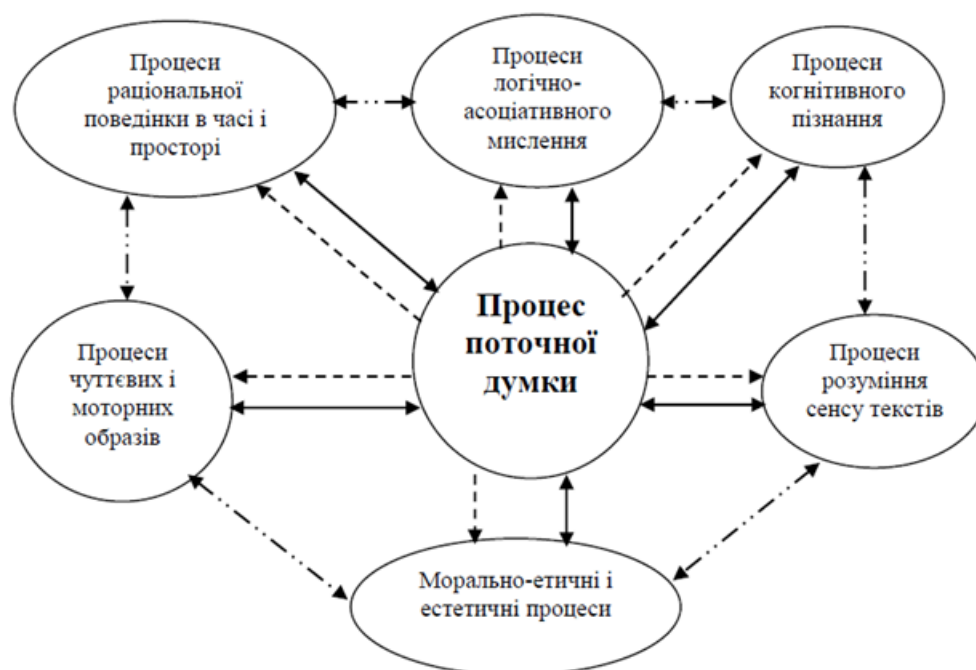 Процеси
раціональної
поведінки в часі і
просторі
Процеси
логічно-
асоціативного
мислення
Процеси
когнітивного
пізнання
Процес
поточної
думки
Процеси
чуттєвих і
моторних
образів
Процеси
розуміння
сенсу текстів
Морально-етичні і
естетичні процеси